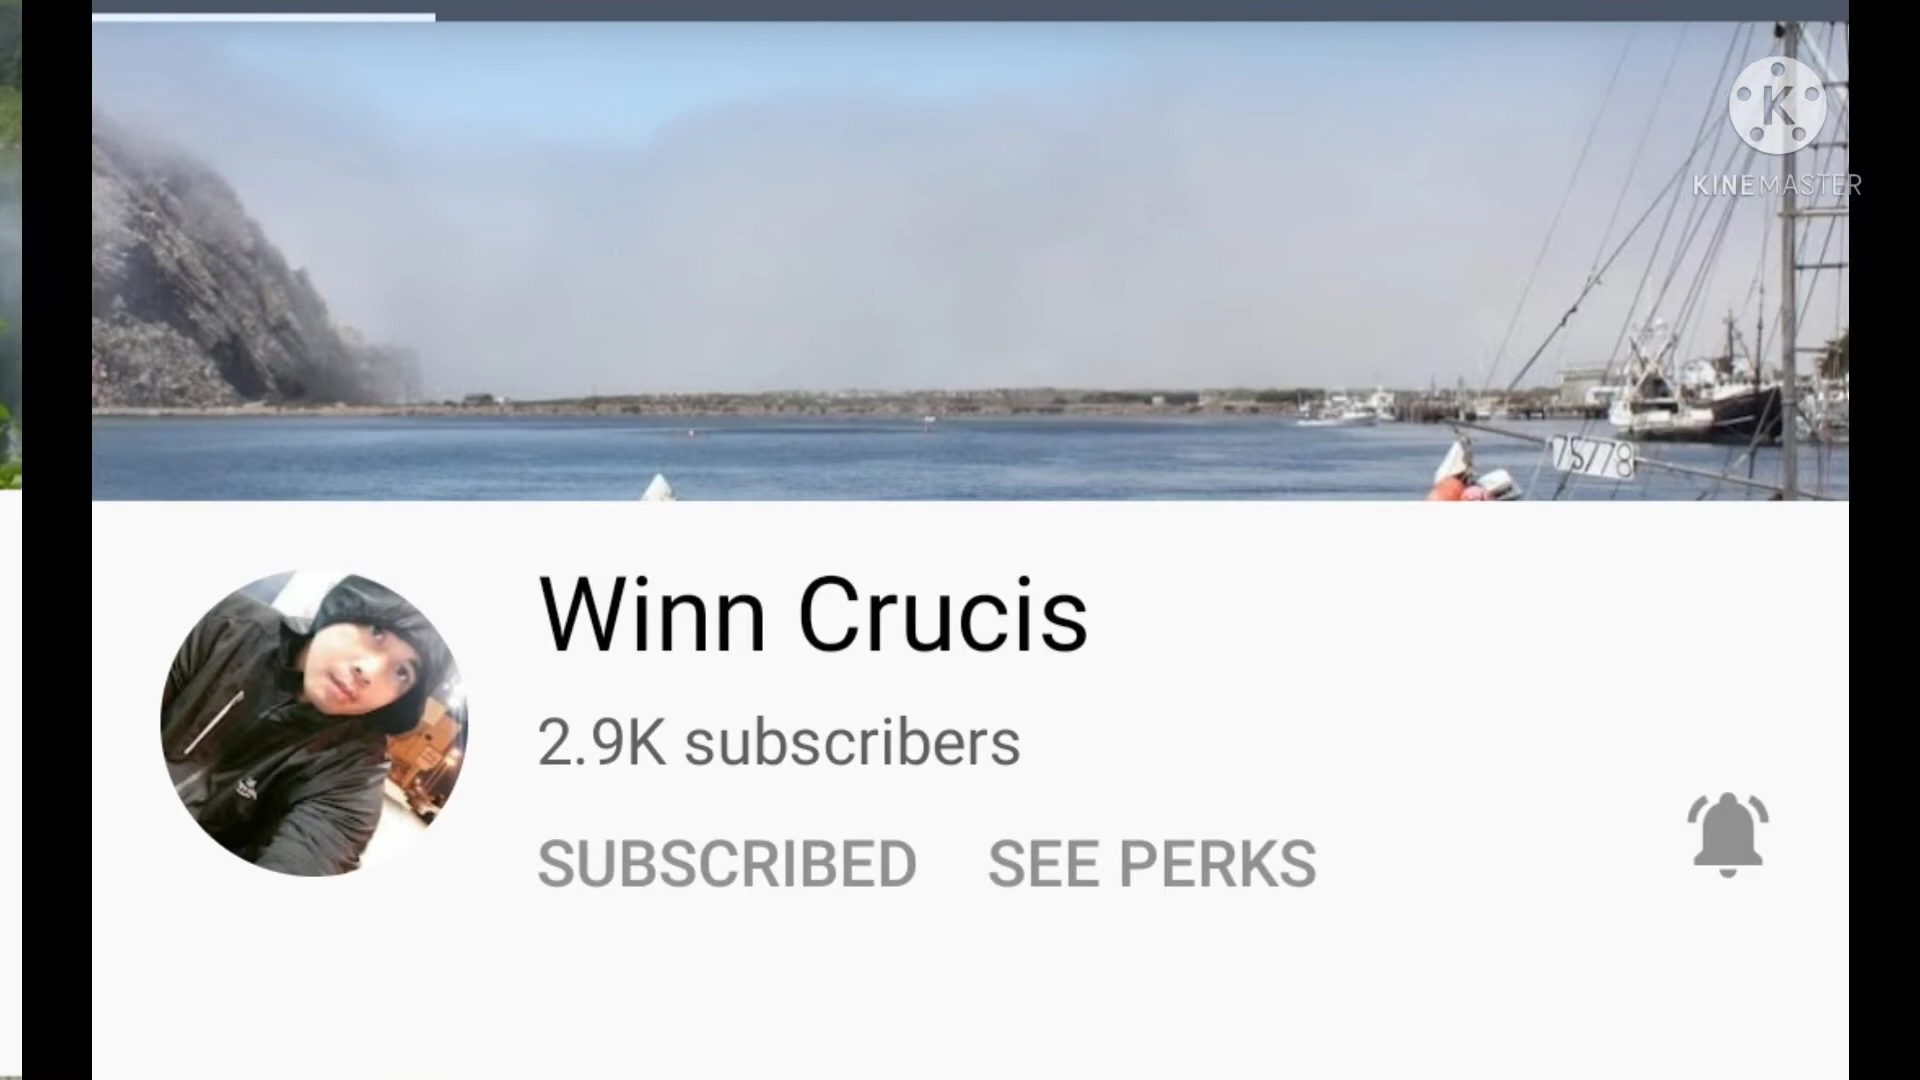 K
KINEMASTER
75778
Winn Crucis
2.9K subscribers
SUBSCRIBED SEE PERKS